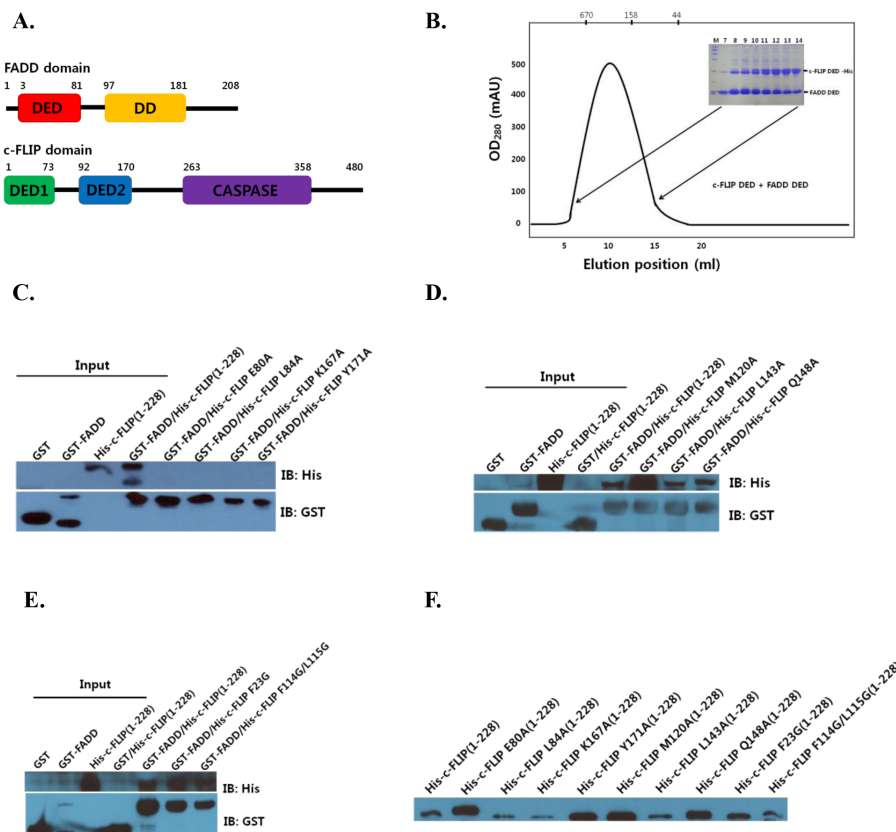 A.
FADD domain
1 3 81 97 181 208
DED DD
c-FLIP domain
1 73 92 170 263 358 480
DED1 DED2 CASPASE
B.
670 158 44
OD280 (mAU)
500
400
300
200
100
0
M 7 8 9 10 11 12 13 14
c-FLIP DED -His
FADD DED
c-FLIP DED + FADD DED
5 10 15 20
Elution position (ml)
C.
Input
GST
GST-FADD
His-c-FLIP(1-228)
GST-FADD/His-c-FLIP(1-228)
GST-FADD/His-c-FLIP E80A
GST-FADD/His-c-FLIP L84A
GST-FADD/His-c-FLIP K167A
GST-FADD/His-c-FLIP Y171A
IB: His
IB: GST
D.
Input
GST
GST-FADD
His-c-FLIP(1-228)
GST/His-c-FLIP(1-228)
GST-FADD/His-c-FLIP(1-228)
GST-FADD/His-c-FLIP M120A
GST-FADD/His-c-FLIP L143A
GST-FADD/His-c-FLIP Q148A
IB: His
IB: GST
E.
Input
GST
GST-FADD
His-c-FLIP(1-228)
GST/His-c-FLIP(1-228)
GST-FADD/His-c-FLIP(1-228)
GST-FADD/His-c-FLIP F23G
GST-FADD/His-c-FLIP F114G/L115G
IB: His
IB: GST
F.
His-c-FLIP(1-228)
His-c-FLIP E80A(1-228)
His-c-FLIP L84A(1-228)
His-c-FLIP K167A(1-228)
His-c-FLIP Y171A(1-228)
His-c-FLIP M120A(1-228)
His-c-FLIP L143A(1-228)
His-c-FLIP Q148A(1-228)
His-c-FLIP F23G(1-228)
His-c-FLIP F114G/L115G(1-228)